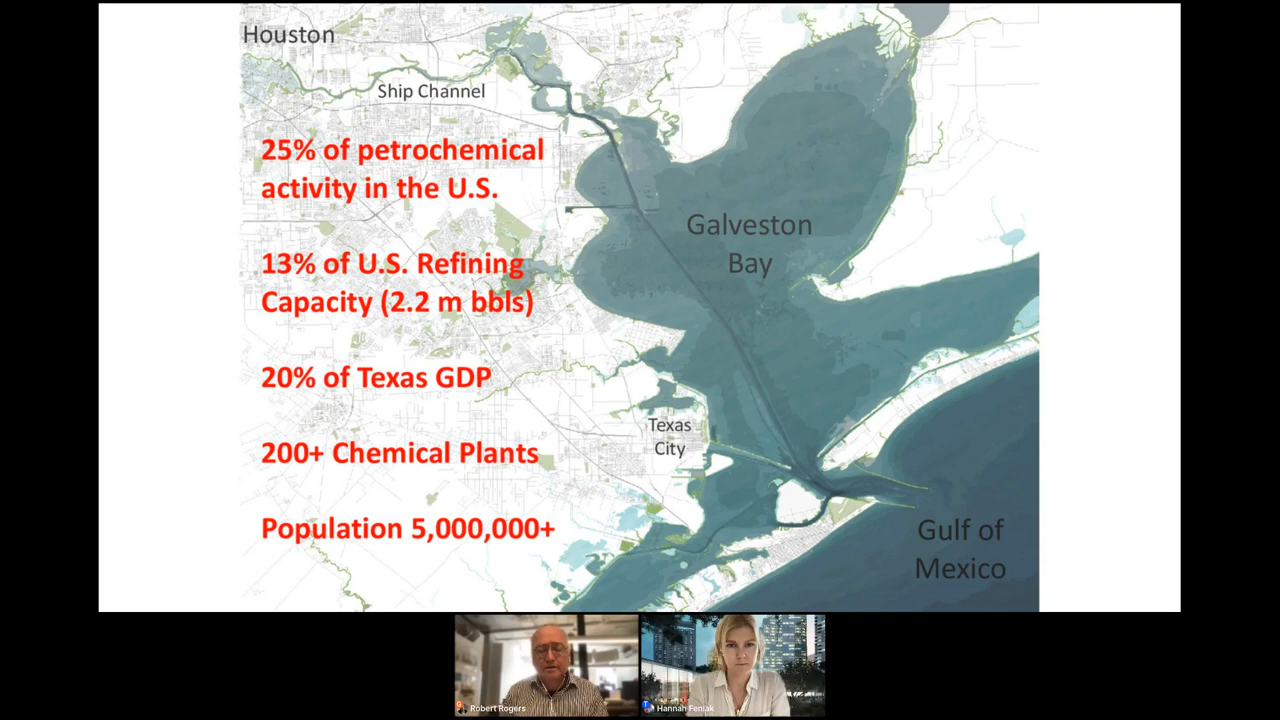 Houston
Ship Channel
25% of petrochemical
activity in the U.S.
Galveston
Bay
13% of U.S. Refining
Capacity (2.2 m bbls)
20% of Texas GDP
Texas
City
200+ Chemical Plants
Population 5,000,000+
Gulf of
Mexico
Robert Rogers
Hannah Feniak